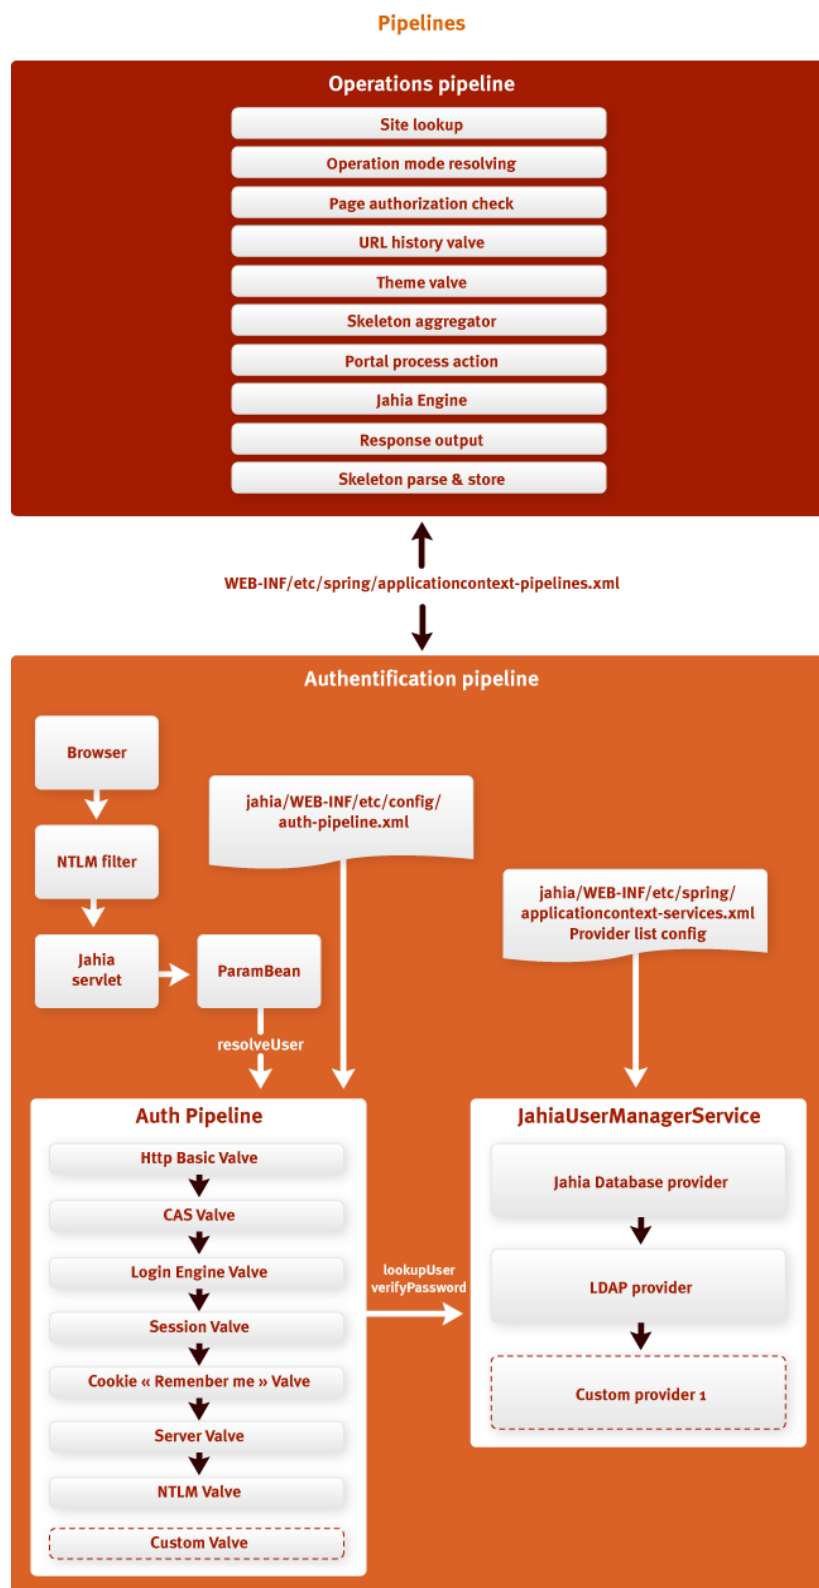 Pipelines
Operations pipeline
Site lookup
Operation mode resolving
Page authorization check
URL history valve
Theme valve
Skeleton aggregator
Portal process action
Jahia Engine
Response output
Skeleton parse & store
WEB-INF/etc/spring/applicationcontext-pipelines.xml
Authentification pipeline
Browser
NTLM filter
Jahia
servlet
ParamBean
resolveUser
jahia/WEB-INF/etc/config/
auth-pipeline.xml
jahia/WEB-INF/etc/spring/
applicationcontext-services.xml
Provider list config
Auth Pipeline
Http Basic Valve
CAS Valve
Login Engine Valve
Session Valve
Cookie « Remenber me » Valve
Server Valve
NTLM Valve
Custom Valve
lookupUser
verifyPassword
JahiaUserManagerService
Jahia Database provider
LDAP provider
Custom provider 1